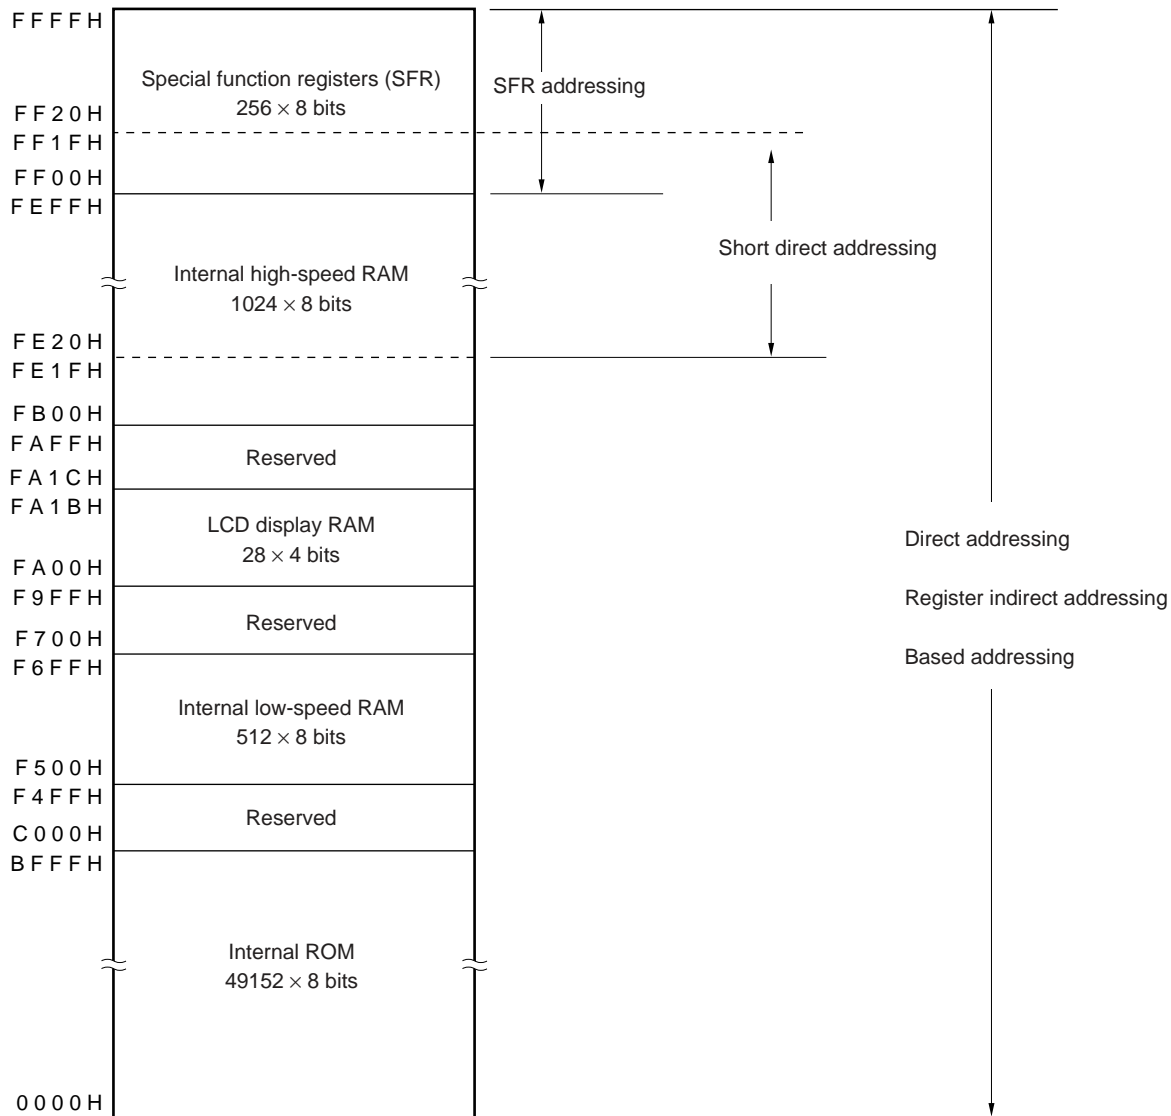 FFFFH
Special function registers (SFR)
256 × 8 bits
SFR addressing
FF20H
FF1FH
FF00H
FEFFH
Short direct addressing
Internal high-speed RAM
1024 × 8 bits
FE20H
FE1FH
FB00H
FAFFH
Reserved
FA1CH
FA1BH
LCD display RAM
28 × 4 bits
Direct addressing
FA00H
F9FFH
Register indirect addressing
Reserved
F700H
F6FFH
Based addressing
Internal low-speed RAM
512 × 8 bits
F500H
F4FFH
Reserved
C000H
BFFFH
Internal ROM
49152 × 8 bits
0000H